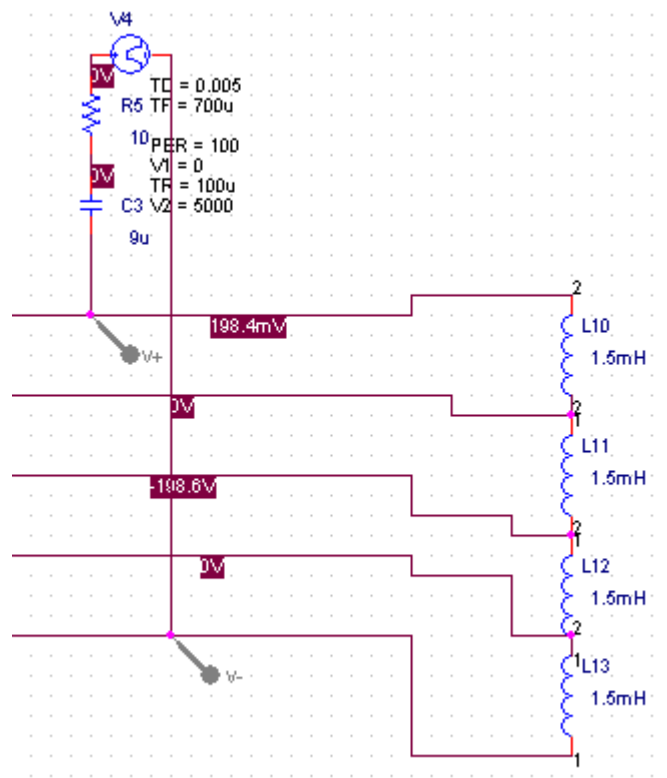 V4
0V
TD = 0.005
R5 TF = 700u
10 PER = 100
V1 = 0
0V
TR = 100u
C3 V2 = 5000
9u
2
198.4mV
L10
V+
1.5mH
0V
2
1
L11
1.5mH
-198.6V
2
1
0V
L12
1.5mH
2
1
L13
V-
1.5mH
1